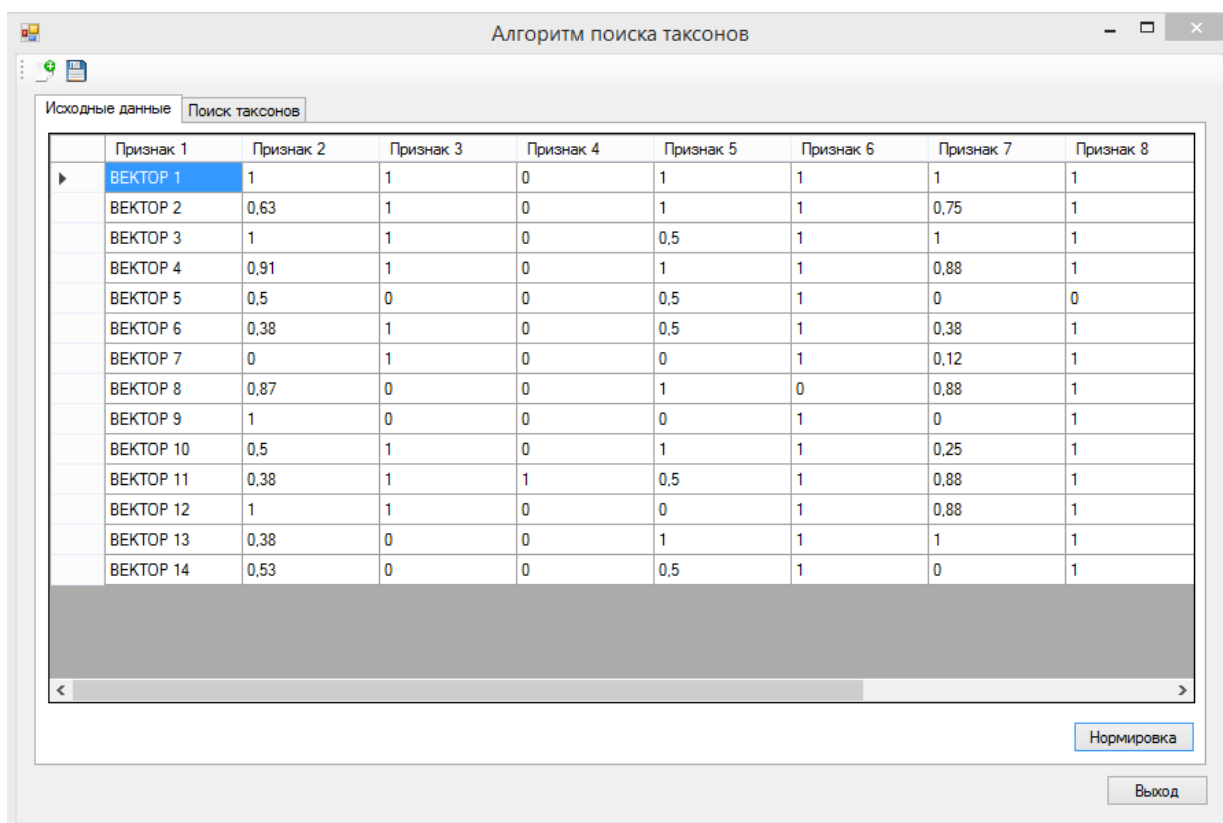 Алгоритм поиска таксонов
Исходные данные Поиск таксонов
Признак 1 Признак 2 Признак 3 Признак 4 Признак 5 Признак 6 Признак 7 Признак 8
ВЕКТОР 1 1 1 0 1 1 1 1
ВЕКТОР 2 0,63 1 0 1 1 0,75 1
ВЕКТОР 3 1 1 0 0,5 1 1 1
ВЕКТОР 4 0,91 1 0 1 1 0,88 1
ВЕКТОР 5 0,5 0 0 0,5 1 0 0
ВЕКТОР 6 0,38 1 0 0,5 1 0,38 1
ВЕКТОР 7 0 1 0 0 1 0,12 1
ВЕКТОР 8 0,87 0 0 1 0 0,88 1
ВЕКТОР 9 1 0 0 0 1 0 1
ВЕКТОР 10 0,5 1 0 1 1 0,25 1
ВЕКТОР 11 0,38 1 1 0,5 1 0,88 1
ВЕКТОР 12 1 1 0 0 1 0,88 1
ВЕКТОР 13 0,38 0 0 1 1 1 1
ВЕКТОР 14 0,53 0 0 0,5 1 0 1
Нормировка
Выход